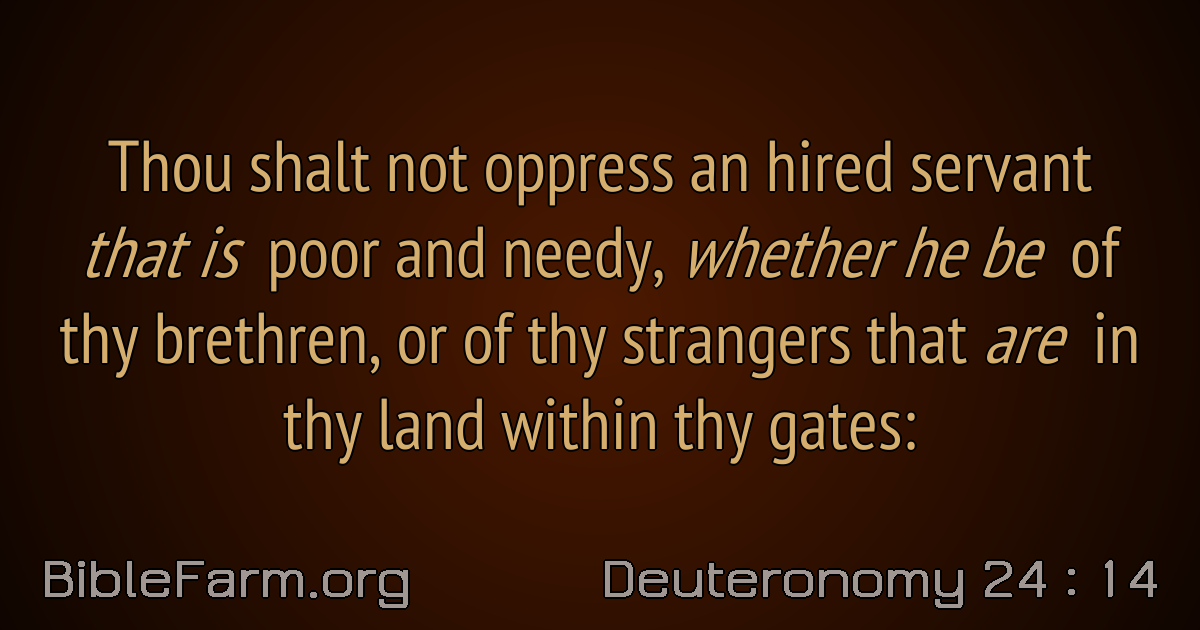 Thou shalt not oppress an hired servant
that is poor and needy, whether he be of
thy brethren, or of thy strangers that are in
thy land within thy gates:
BibleFarm.org
Deuteronomy 24 : 14